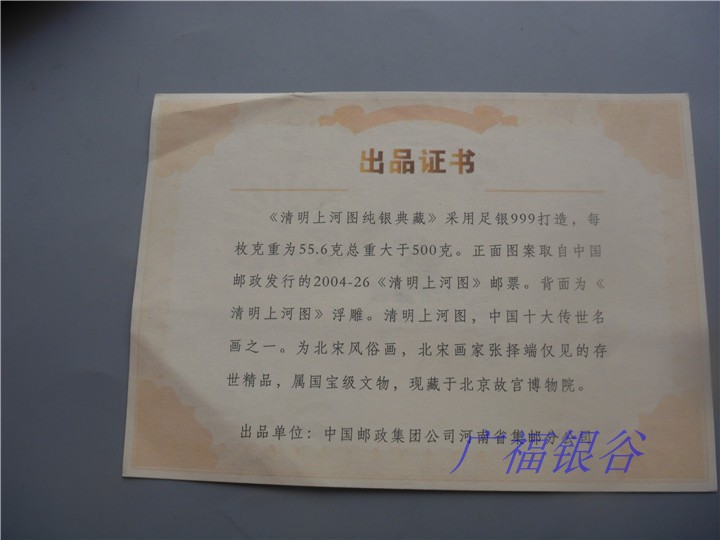 出品证书
《清明上河图纯银典藏》采用足银999打造，每
枚克重为55.6克总重大于500克。正面图案取自中国
邮政发行的2004-26《清明上河图》邮票。背面为《
清明上河图》浮雕。清明上河图，中国十大传世名
画之一。为北宋风俗画，北宋画家张择端仅见的存
世精品，属国宝级文物，现藏于北京故宫博物院。
出品单位：中国邮政集团公司河南省集邮分公司
广福银谷